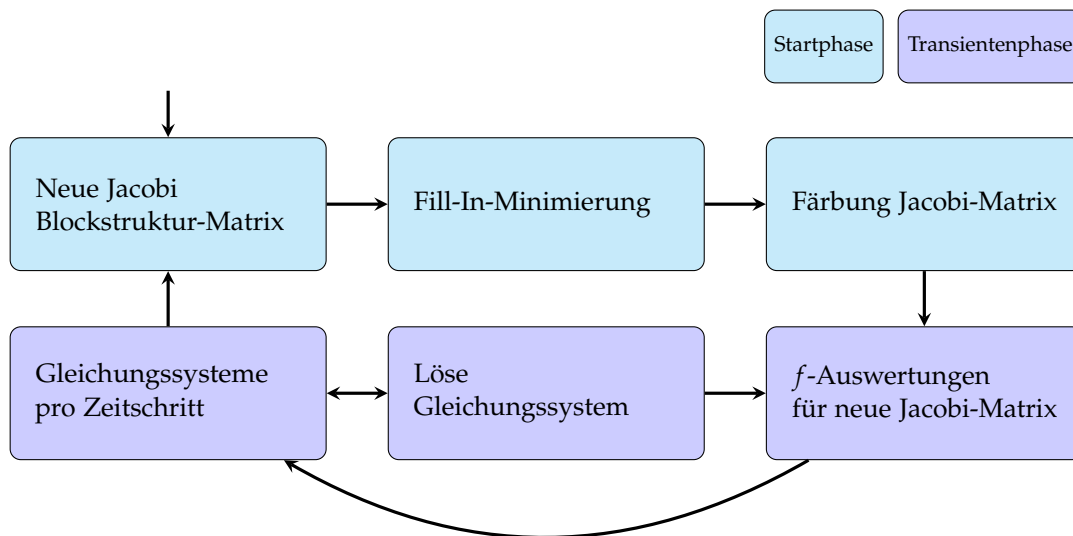 Startphase
Transientenphase
Neue Jacobi
Blockstruktur-Matrix
Fill-In-Minimierung
Färbung Jacobi-Matrix
Gleichungssysteme
pro Zeitschritt
Löse
Gleichungssystem
f-Auswertungen
für neue Jacobi-Matrix